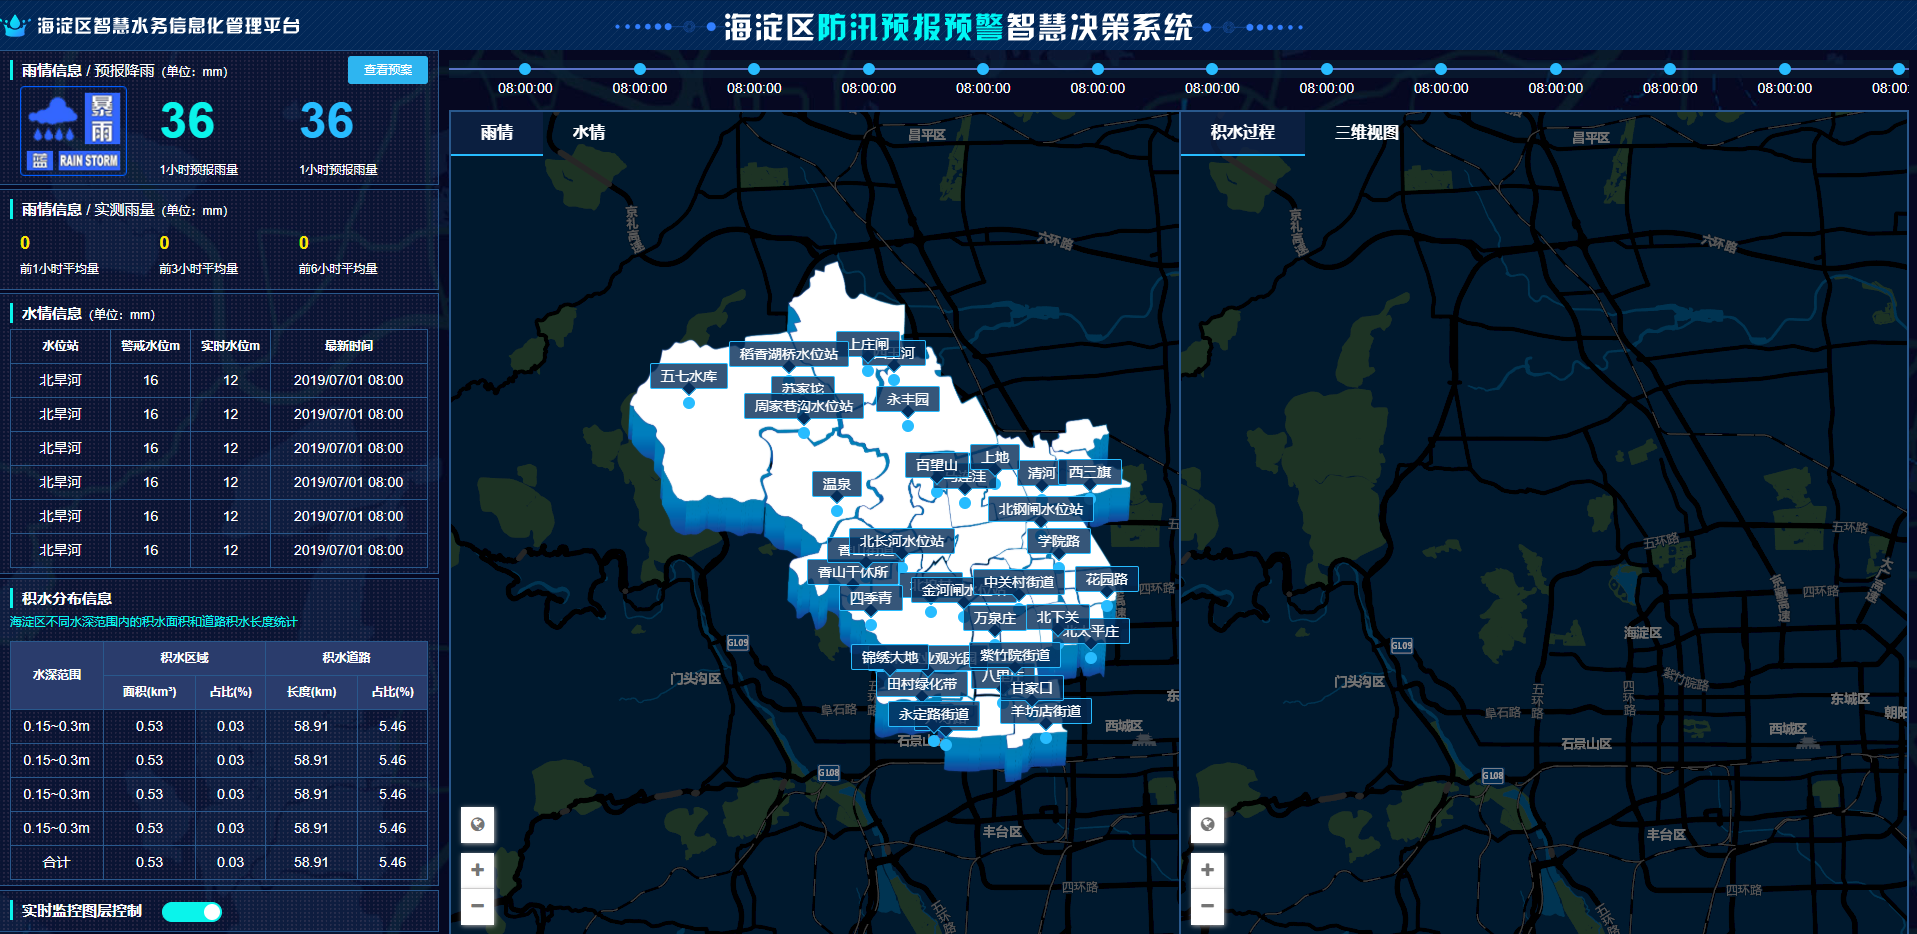 海淀区智慧水务信息化管理平台
海淀区防汛预报预警智慧决策系统
雨情信息 / 预报降雨 (单位：mm)
查看预案
暴雨
蓝 RAIN STORM
36
1小时预报雨量
36
1小时预报雨量
雨情信息 / 实测雨量 (单位：mm)
0 0 0
前1小时平均量 前3小时平均量 前6小时平均量
水情信息 (单位：mm)
水位站 警戒水位m 实时水位m 最新时间
北旱河 16 12 2019/07/01 08:00
北旱河 16 12 2019/07/01 08:00
北旱河 16 12 2019/07/01 08:00
北旱河 16 12 2019/07/01 08:00
北旱河 16 12 2019/07/01 08:00
北旱河 16 12 2019/07/01 08:00
积水分布信息
海淀区不同水深范围内的积水面积和道路积水长度统计
水深范围 积水区域 积水道路
面积(km²) 占比(%) 长度(km) 占比(%)
0.15~0.3m 0.53 0.03 58.91 5.46
0.15~0.3m 0.53 0.03 58.91 5.46
0.15~0.3m 0.53 0.03 58.91 5.46
0.15~0.3m 0.53 0.03 58.91 5.46
合计 0.53 0.03 58.91 5.46
实时监控图层控制
08:00:00 08:00:00 08:00:00 08:00:00 08:00:00 08:00:00 08:00:00 08:00:00 08:00:00 08:00:00 08:00:00 08:00:00 08:00:
雨情 水情
昌平区
京礼高速
六环路
上庄闸
稻香湖桥水位站
五七水库
苏家坨
周家巷沟水位站
永丰园
百望山
上地
清河
西三旗
温泉
北钢闸水位站
北长河水位站
学院路
香山干休所
中关村街道
花园路
四季青
金河闸水
万泉庄
北下关
北太平庄
锦绣大地
紫竹院街道
田村绿化带
甘家口
永定路街道
羊坊店街道
五环路
四环路
G109
门头沟区
阜石路
石景山
西城区
东
G108
丰台区
四环路
五环路
+
−
积水过程 三维视图
昌平区
京礼高速
六环路
五环路
五环路
京藏高速
四环路
大广高速
海淀区
G109
门头沟区
紫竹院路
五环路
四环路
阜石路
东城区
朝阳
西城区
石景山区
G108
丰台区
四环路
五环路
+
−